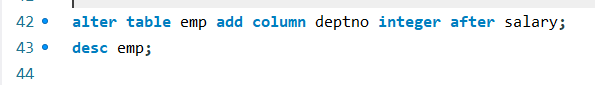 42 alter table emp add column deptno integer after salary;
43 desc emp;
44